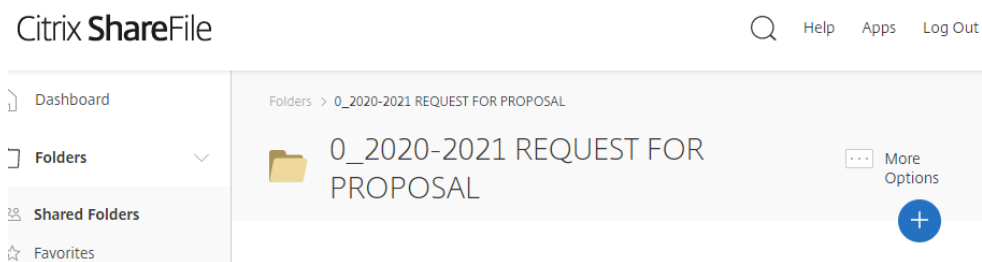 Citrix ShareFile
Help Apps Log Out
Dashboard
Folders > 0_2020-2021 REQUEST FOR PROPOSAL
Folders
0_2020-2021 REQUEST FOR
PROPOSAL
More
Options
Shared Folders
Favorites